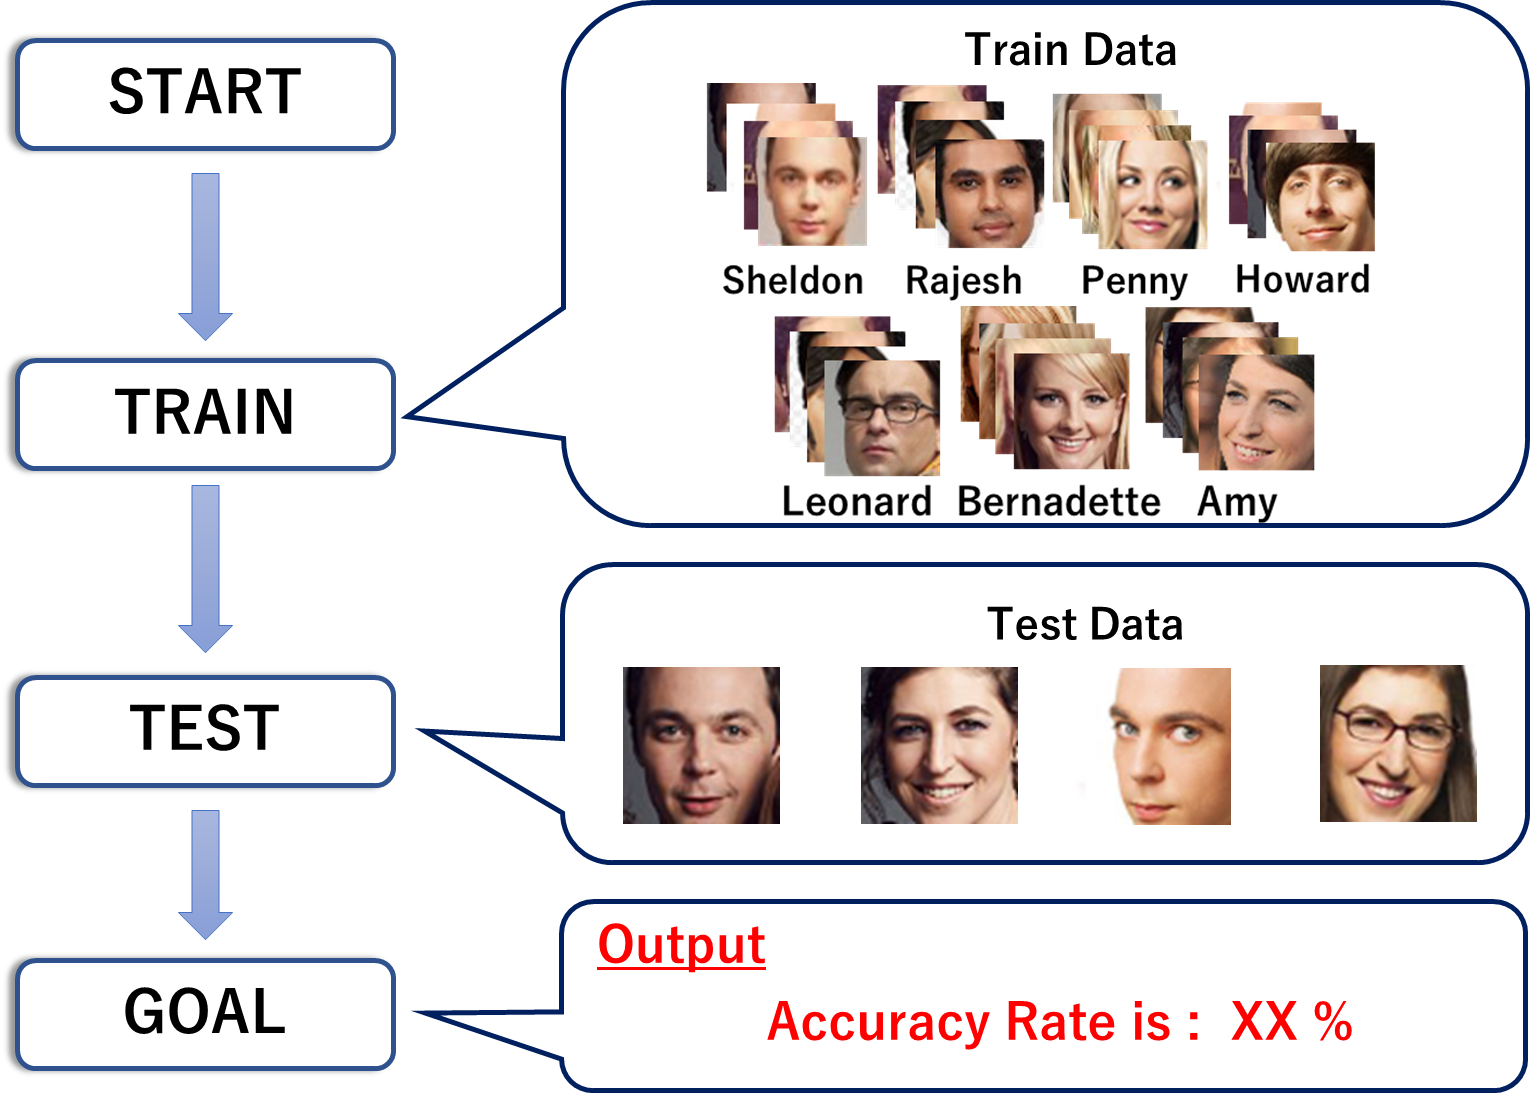 START
Train Data
Sheldon Rajesh Penny Howard
TRAIN
Leonard Bernadette Amy
Test Data
TEST
Output
GOAL
Accuracy Rate is : XX %